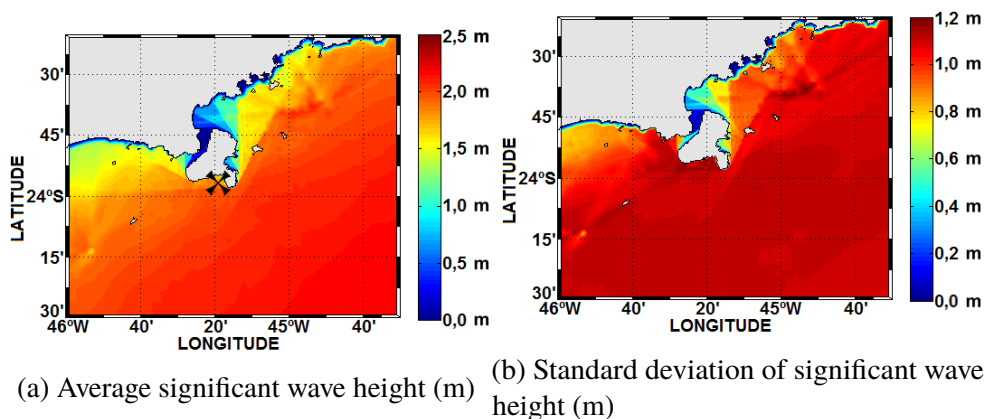 2,5 m
2,0 m
1,5 m
1,0 m
0,5 m
0,0 m
30'
45'
24ºS
15'
30'
LATITUDE
46ºW
40'
20'
45ºW
40'
LONGITUDE
(a) Average significant wave height (m)
1,2 m
1,0 m
0,8 m
0,6 m
0,4 m
0,2 m
0,0 m
30'
45'
24ºS
15'
30'
LATITUDE
46ºW
40'
20'
45ºW
40'
LONGITUDE
(b) Standard deviation of significant wave
height (m)